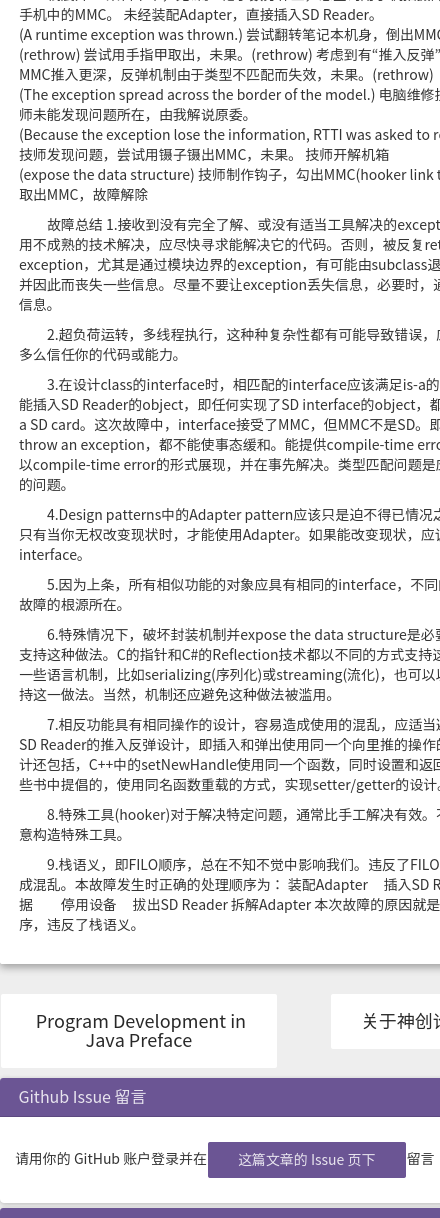 手机中的MMC。 未经装配Adapter，直接插入SD Reader。
(A runtime exception was thrown.) 尝试翻转笔记本机身，倒出MMC
(rethrow) 尝试用手指甲取出，未果。(rethrow) 考虑到有“推入反弹”
MMC推入更深，反弹机制由于类型不匹配而失效，未果。(rethrow)
(The exception spread across the border of the model.) 电脑维修
师未能发现问题所在，由我解说原委。
(Because the exception lose the information, RTTI was asked to
技师发现问题，尝试用镊子镊出MMC，未果。 技师开解机箱
(expose the data structure) 技师制作钩子，勾出MMC(hooker link
取出MMC，故障解除
故障总结 1.接收到没有完全了解、或没有适当工具解决的
用不成熟的技术解决，应尽快寻求能解决它的代码。否则，被反复
exception，尤其是通过模块边界的exception，有可能由subclass退
并因此而丧失一些信息。尽量不要让exception丢失信息，必要时，
信息。
2.超负荷运转，多线程执行，这种种复杂性都有可能导致错误，
多么信任你的代码或能力。
3.在设计class的interface时，相匹配的interface应该满足is-a的
能插入SD Reader的object，即任何实现了SD interface的object，
a SD card。这次故障中，interface接受了MMC，但MMC不是SD。
throw an exception，都不能使事态缓和。能提供compile-time
以compile-time error的形式展现，并在事先解决。类型匹配问题是
的问题。
4.Design patterns中的Adapter pattern应该只是迫不得已情况
只有当你无权改变现状时，才能使用Adapter。如果能改变现状，
interface。
5.因为上条，所有相似功能的对象应具有相同的interface，不同
故障的根源所在。
6.特殊情况下，破坏封装机制并expose the data structure是必
支持这种做法。C的指针和C#的Reflection技术都以不同的方式支持
一些语言机制，比如serializing(序列化)或streaming(流化)，也可以
持这一做法。当然，机制还应避免这种做法被滥用。
7.相反功能具有相同操作的设计，容易造成使用的混乱，应适当
SD Reader的推入反弹设计，即插入和弹出使用同一个向里推的操作
计还包括，C++中的setNewHandle使用同一个函数，同时设置和返
些书中提倡的，使用同名函数重载的方式，实现setter/getter的设计。
8.特殊工具(hooker)对于解决特定问题，通常比手工解决有效。
意构造特殊工具。
9.栈语义，即FILO顺序，总在不知不觉中影响我们。违反了FILO
成混乱。本故障发生时正确的处理顺序为： 装配Adapter 插入SD
据 停用设备 拔出SD Reader 拆解Adapter 本次故障的原因就是
序，违反了栈语义。
Program Development in
Java Preface
关于神创
Github Issue 留言
请用你的 GitHub 账户登录并在 这篇文章的 Issue 页下 留言